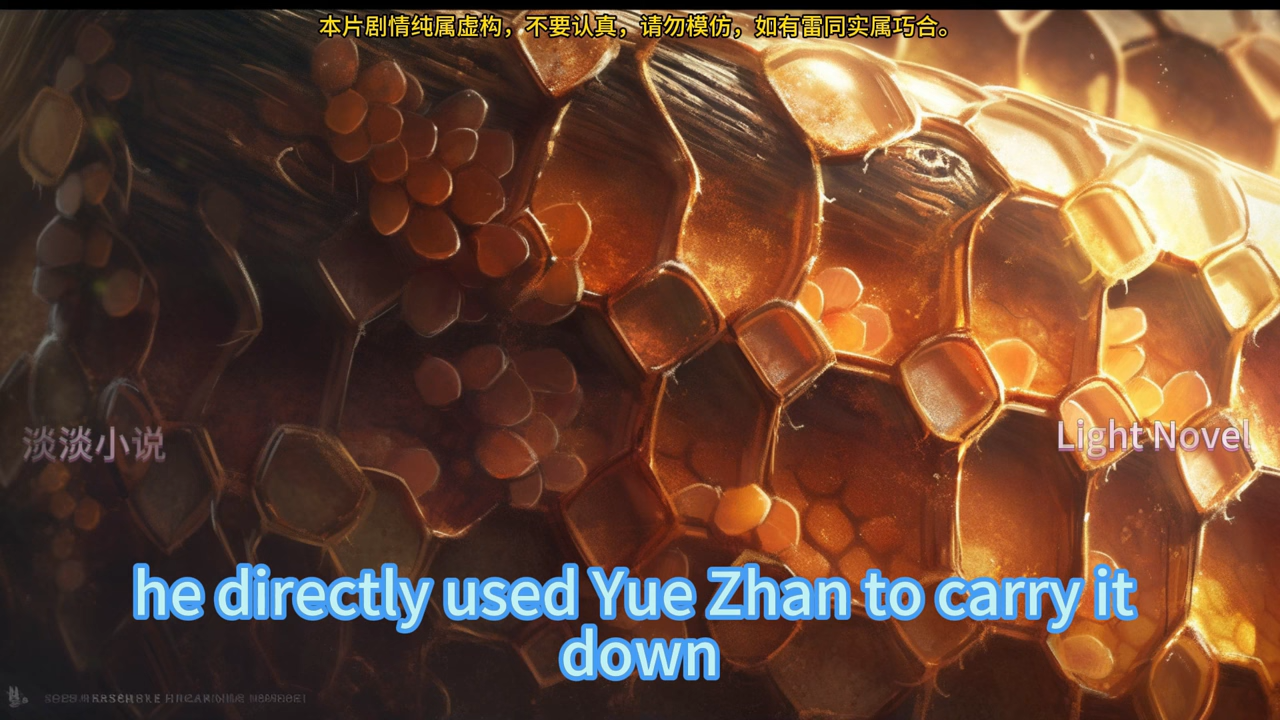 本片剧情纯属虚构，不要认真，请勿模仿，如有雷同实属巧合。
淡淡小说
Light Novel
he directly used Yue Zhan to carry it
down